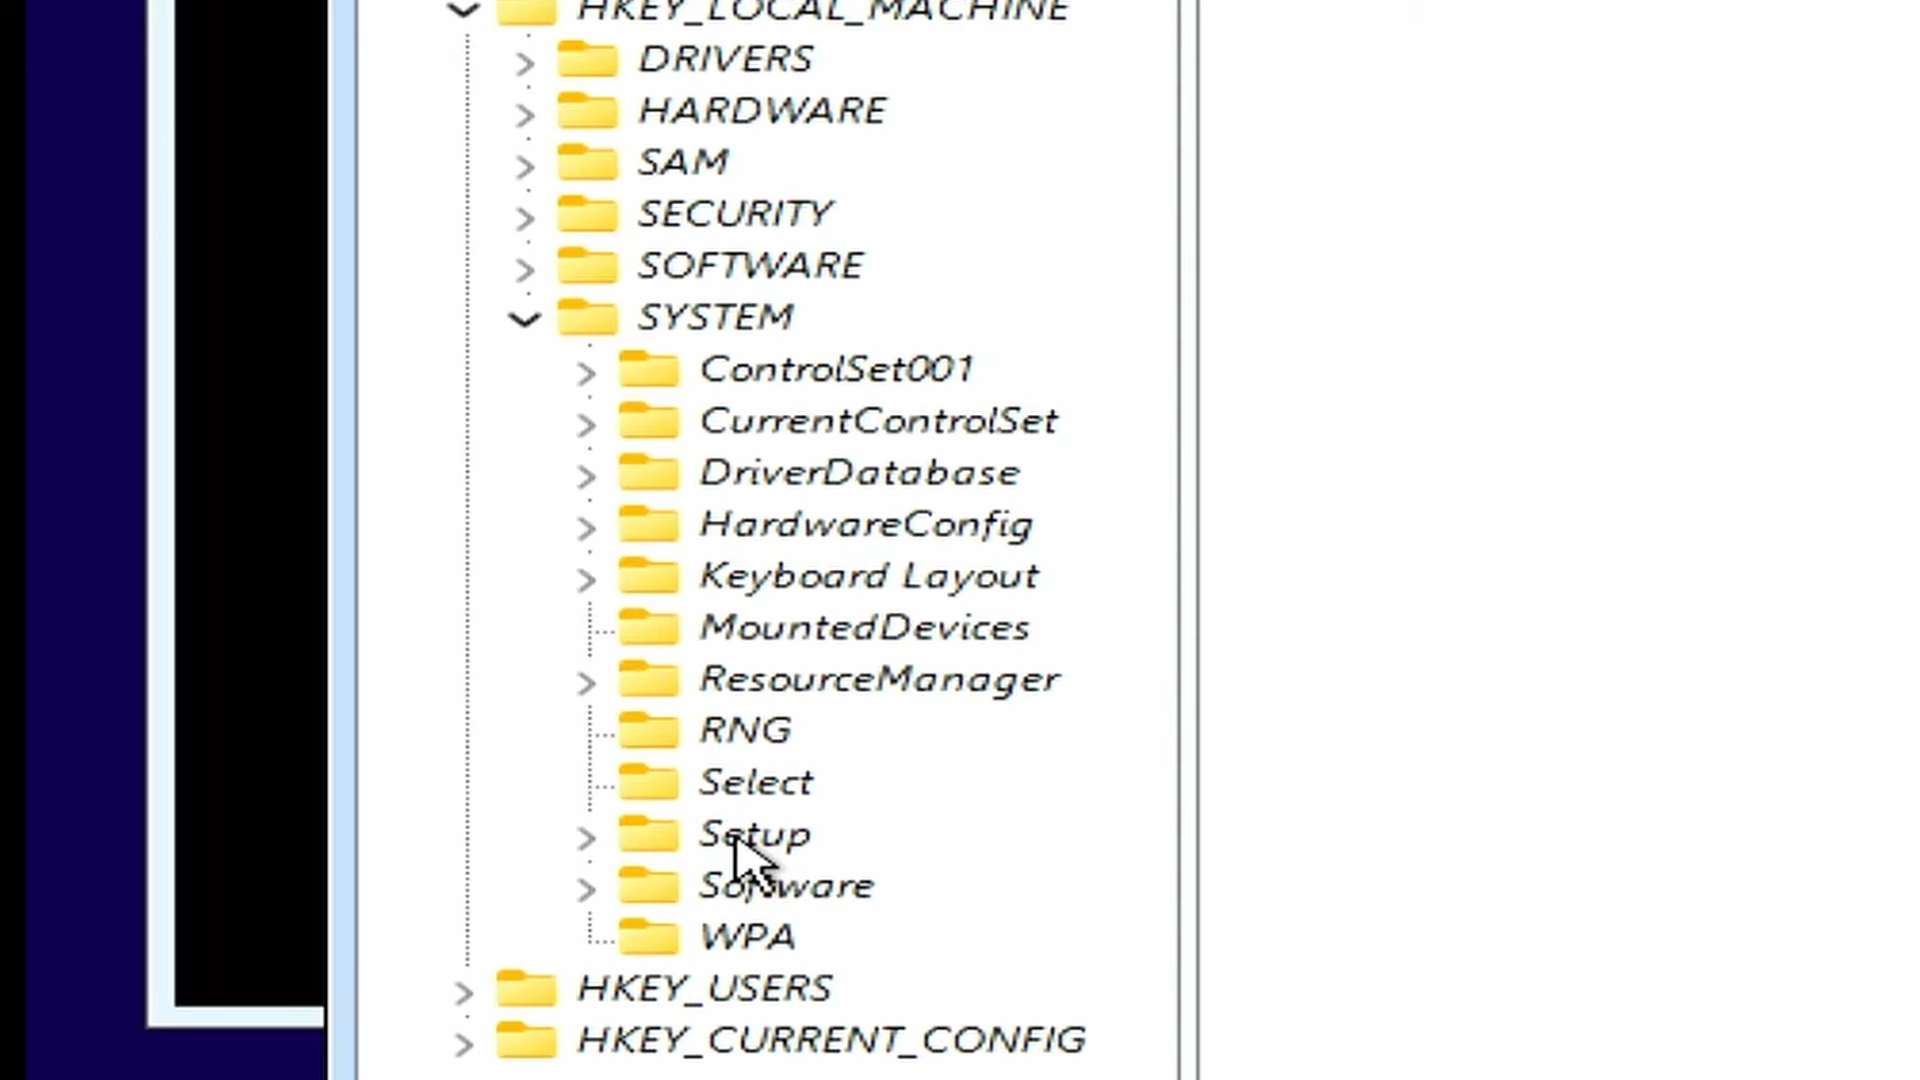 HKEY_LOCAL_MACHINE
DRIVERS
HARDWARE
SAM
SECURITY
SOFTWARE
SYSTEM
ControlSet001
CurrentControlSet
DriverDatabase
HardwareConfig
Keyboard Layout
MountedDevices
ResourceManager
RNG
Select
Setup
Software
WPA
HKEY_USERS
HKEY_CURRENT_CONFIG